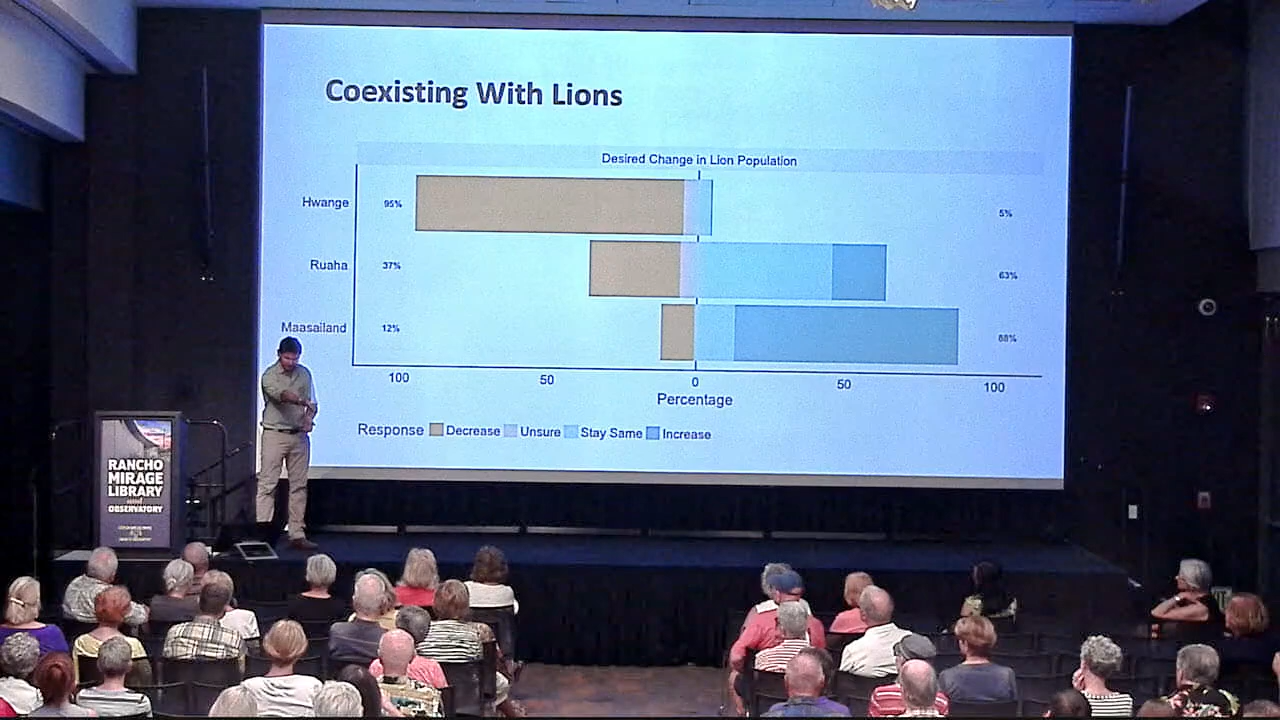 Coexisting With Lions
Desired Change in Lion Population
Hwange 95% 5%
Ruaha 37% 63%
Maasailand 12% 88%
100 50 0 50 100
Percentage
Response Decrease Unsure Stay Same Increase
RANCHO
MIRAGE
LIBRARY
and
OBSERVATORY